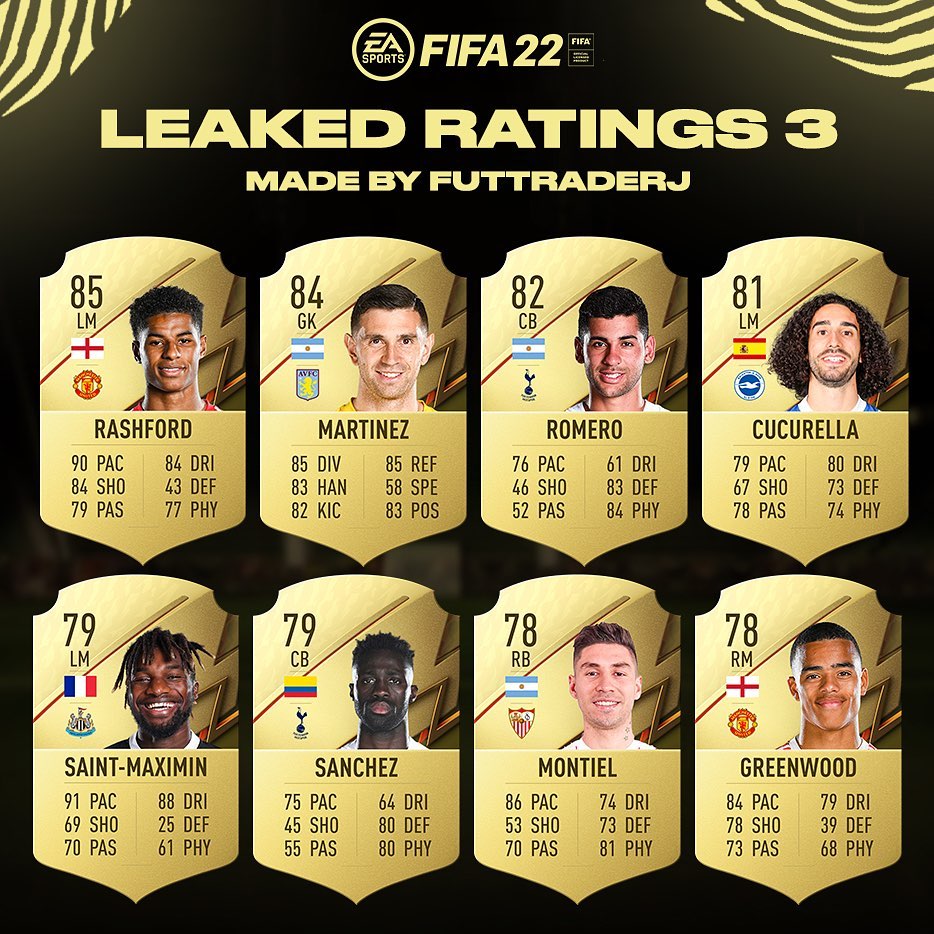 EA SPORTS FIFA 22 FIFA
LEAKED RATINGS 3
MADE BY FUTTRADERJ
85
LM
RASHFORD
90 PAC 84 DRI
84 SHO 43 DEF
79 PAS 77 PHY
84
GK
AVFC
MARTINEZ
85 DIV 85 REF
83 HAN 58 SPE
82 KIC 83 POS
82
CB
ROMERO
76 PAC 61 DRI
46 SHO 83 DEF
52 PAS 84 PHY
81
LM
CUCURELLA
79 PAC 80 DRI
67 SHO 73 DEF
78 PAS 74 PHY
79
LM
SAINT-MAXIMIN
91 PAC 88 DRI
69 SHO 25 DEF
70 PAS 61 PHY
79
CB
SANCHEZ
75 PAC 64 DRI
45 SHO 80 DEF
55 PAS 80 PHY
78
RB
MONTIEL
86 PAC 74 DRI
53 SHO 73 DEF
70 PAS 81 PHY
78
RM
GREENWOOD
84 PAC 79 DRI
78 SHO 39 DEF
73 PAS 68 PHY